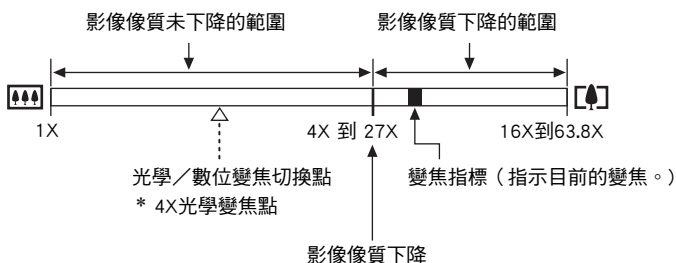 影像像質未下降的範圍 影像像質下降的範圍
1X 4X 到 27X 16X到63.8X
光學／數位變焦切換點 變焦指標（指示目前的變焦。）
* 4X光學變焦點
影像像質下降